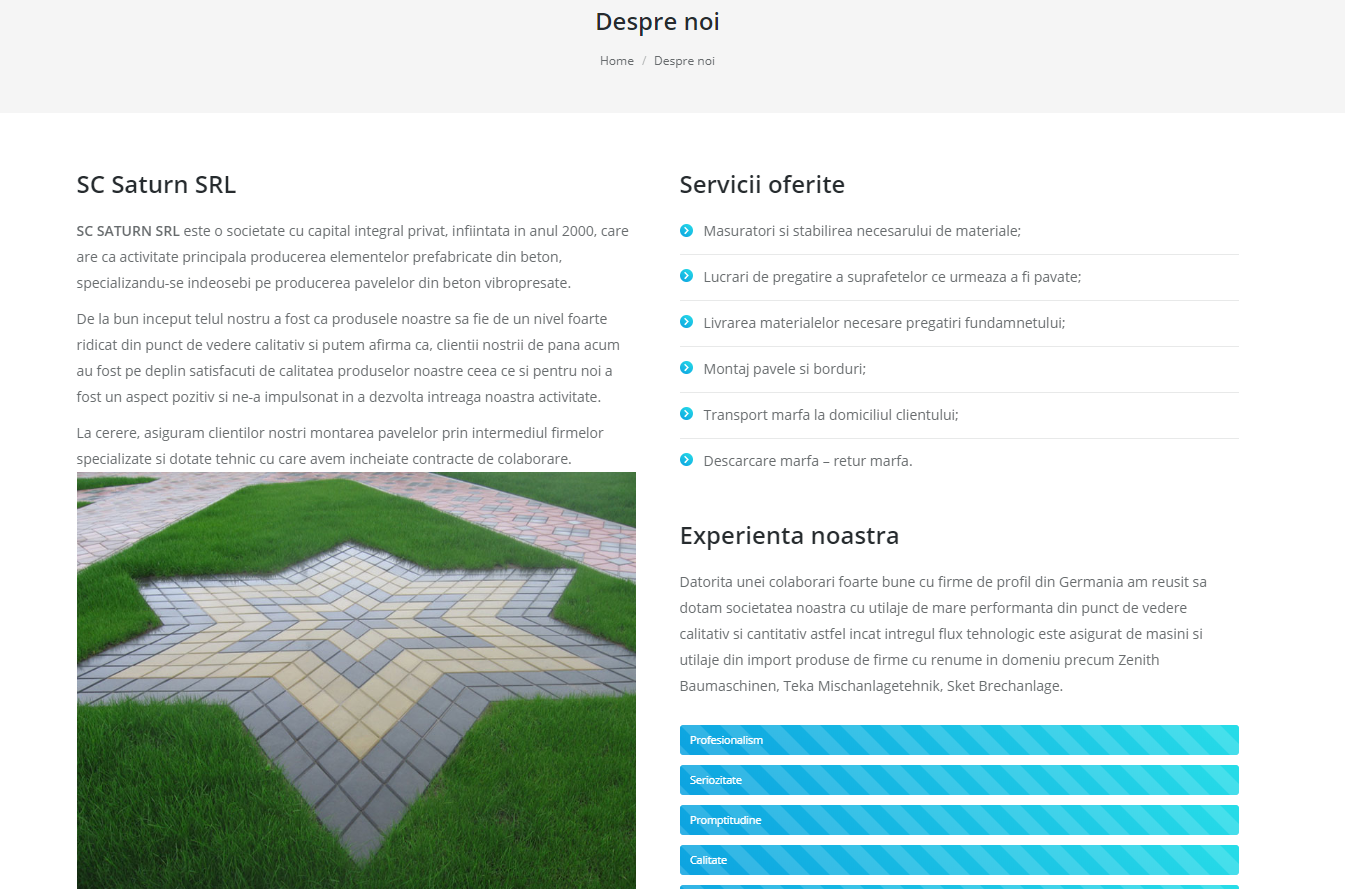 Despre noi
Home / Despre noi
SC Saturn SRL
SC SATURN SRL este o societate cu capital integral privat, infiintata in anul 2000, care
are ca activitate principala producerea elementelor prefabricate din beton,
specializandu-se indeosebi pe producerea pavelelor din beton vibropresate.
De la bun inceput telul nostru a fost ca produsele noastre sa fie de un nivel foarte
ridicat din punct de vedere calitativ si putem afirma ca, clientii nostrii de pana acum
au fost pe deplin satisfacuti de calitatea produselor noastre ceea ce si pentru noi a
fost un aspect pozitiv si ne-a impulsonat in a dezvolta intreaga noastra activitate.
La cerere, asiguram clientilor nostri montarea pavelelor prin intermediul firmelor
specializate si dotate tehnic cu care avem incheiate contracte de colaborare.
Servicii oferite
Masuratori si stabilirea necesarului de materiale;
Lucrari de pregatire a suprafetelor ce urmeaza a fi pavate;
Livrarea materialelor necesare pregatiri fundamnetului;
Montaj pavele si borduri;
Transport marfa la domiciliul clientului;
Descarcare marfa – retur marfa.
Experienta noastra
Datorita unei colaborari foarte bune cu firme de profil din Germania am reusit sa
dotam societatea noastra cu utilaje de mare performanta din punct de vedere
calitativ si cantitativ astfel incat intregul flux tehnologic este asigurat de masini si
utilaje din import produse de firme cu renume in domeniu precum Zenith
Baumaschinen, Teka Mischanlagetehnik, Sket Brechanlage.
Profesionalism
Seriozitate
Promptitudine
Calitate